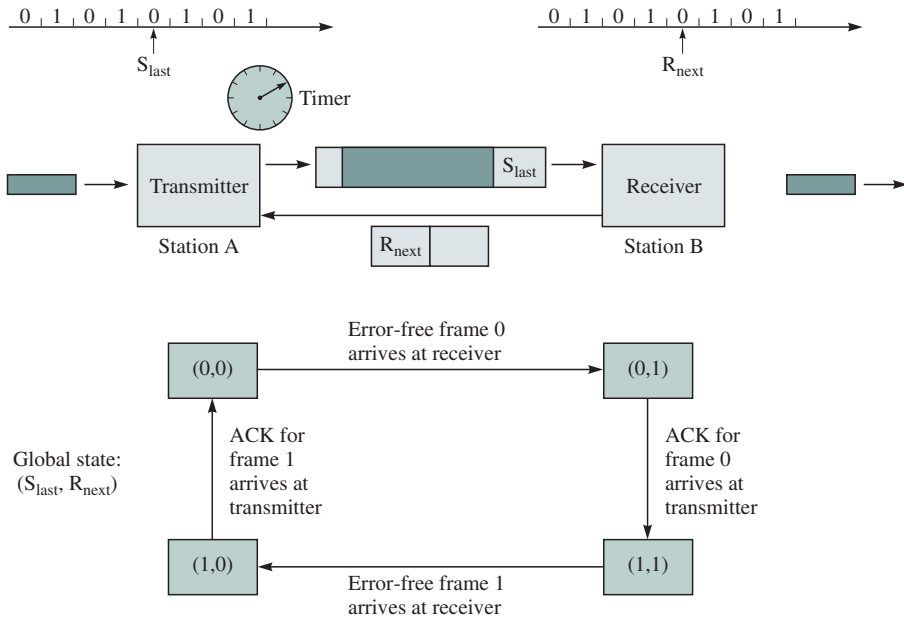 0 1 0 1 0 1 0 1
S_last
0 1 0 1 0 1 0 1
R_next
Timer
Transmitter
Station A
S_last
Receiver
Station B
R_next
Error-free frame 0
arrives at receiver
(0,0)
(0,1)
Global state:
(S_last, R_next)
ACK for
frame 1
arrives at
transmitter
ACK for
frame 0
arrives at
transmitter
(1,0)
(1,1)
Error-free frame 1
arrives at receiver